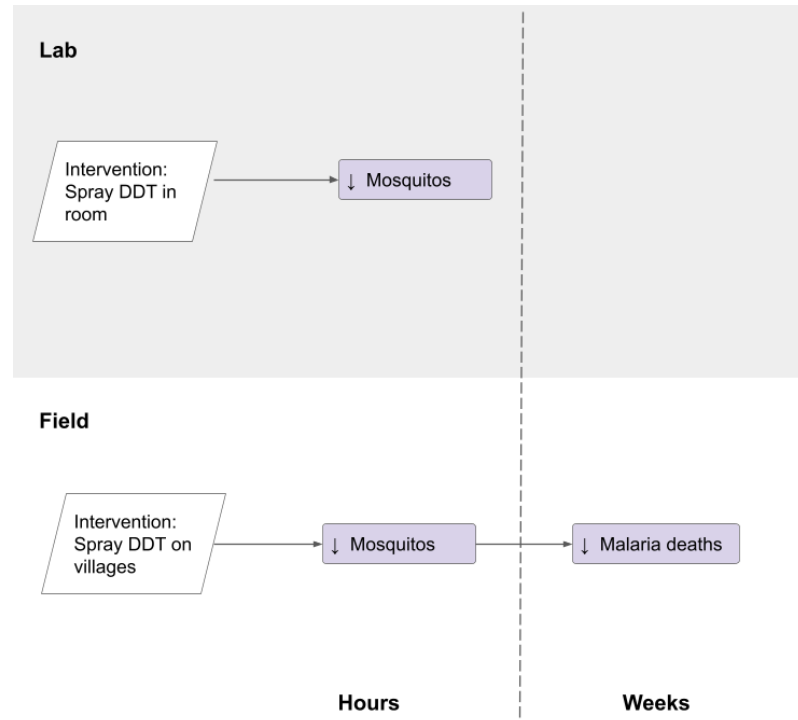 Lab
Intervention:
Spray DDT in
room
↓ Mosquitos
Field
Intervention:
Spray DDT on
villages
↓ Mosquitos
↓ Malaria deaths
Hours
Weeks